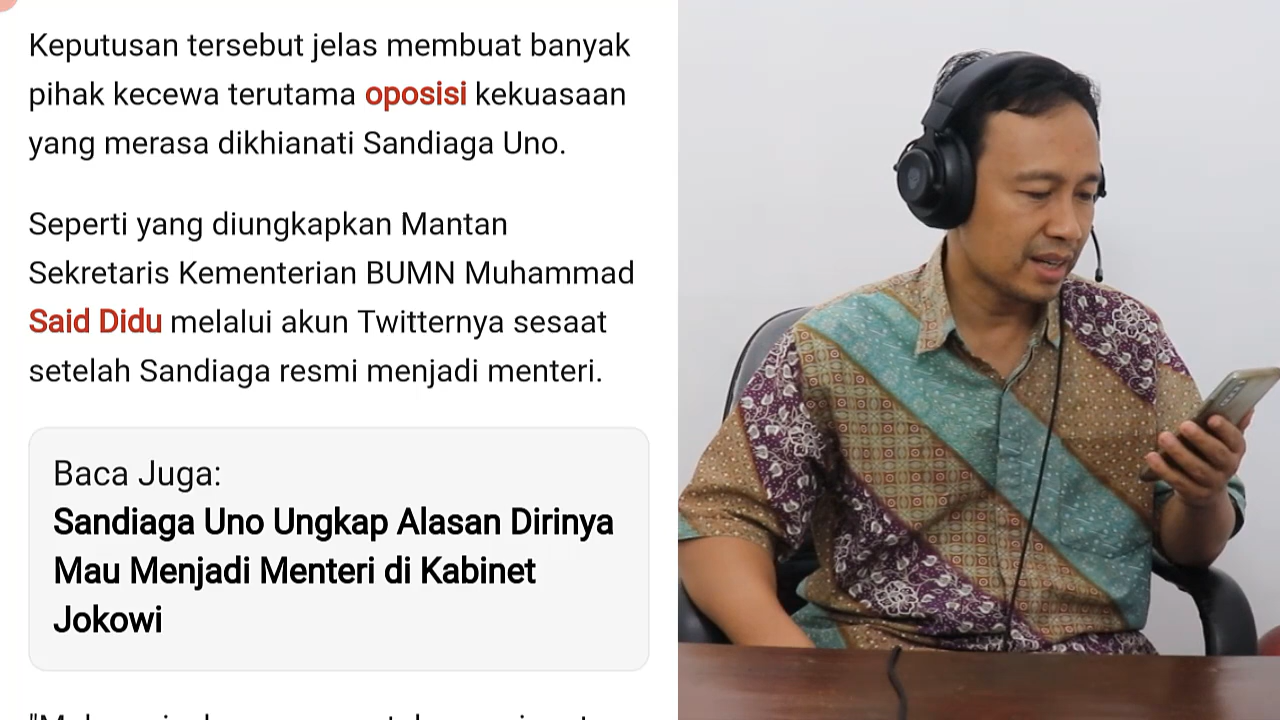 Keputusan tersebut jelas membuat banyak
pihak kecewa terutama oposisi kekuasaan
yang merasa dikhianati Sandiaga Uno.
Seperti yang diungkapkan Mantan
Sekretaris Kementerian BUMN Muhammad
Said Didu melalui akun Twitternya sesaat
setelah Sandiaga resmi menjadi menteri.
Baca Juga:
Sandiaga Uno Ungkap Alasan Dirinya
Mau Menjadi Menteri di Kabinet
Jokowi